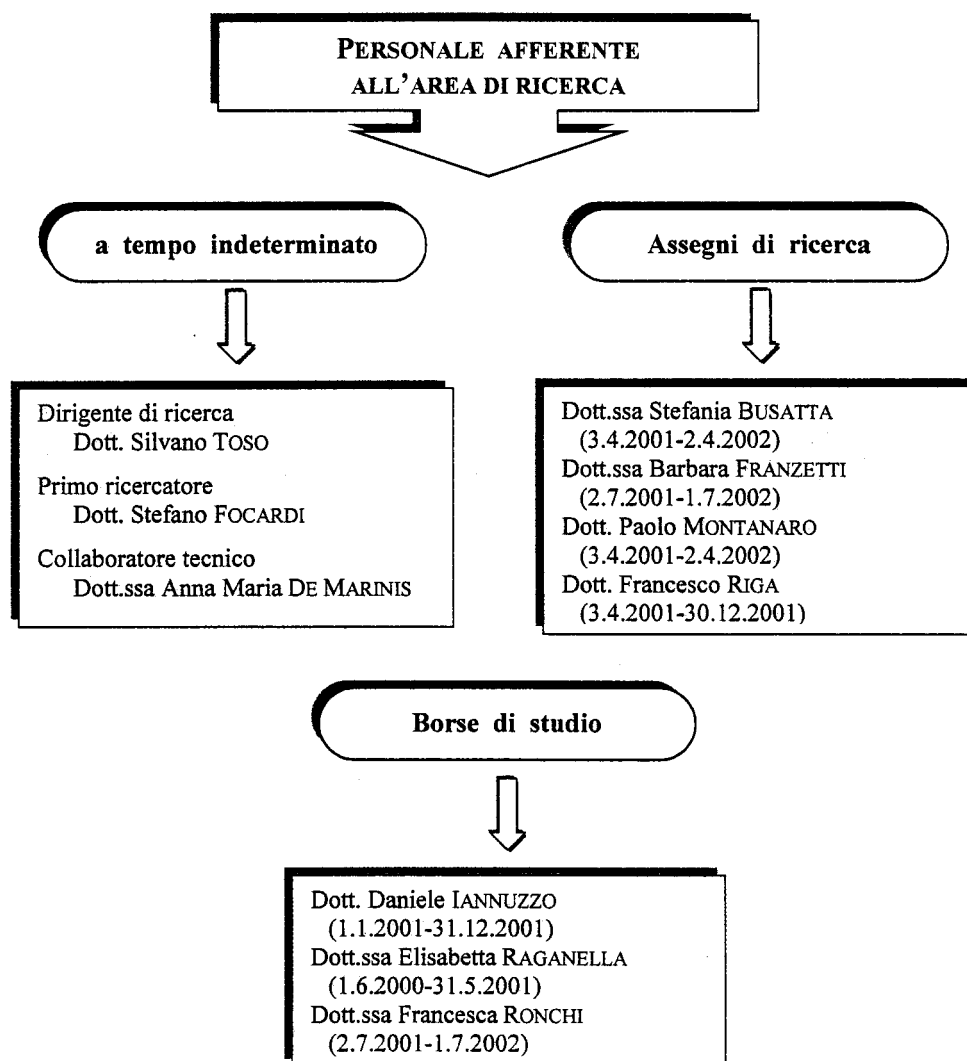 PERSONALE AFFERENTE
ALL'AREA DI RICERCA
a tempo indeterminato
Dirigente di ricerca
Dott. Silvano TOSO
Primo ricercatore
Dott. Stefano FOCARDI
Collaboratore tecnico
Dott.ssa Anna Maria DE MARINIS
Assegni di ricerca
Dott.ssa Stefania BUSATTA
(3.4.2001-2.4.2002)
Dott.ssa Barbara FRANZETTI
(2.7.2001-1.7.2002)
Dott. Paolo MONTANARO
(3.4.2001-2.4.2002)
Dott. Francesco RIGA
(3.4.2001-30.12.2001)
Borse di studio
Dott. Daniele IANNUZZO
(1.1.2001-31.12.2001)
Dott.ssa Elisabetta RAGANELLA
(1.6.2000-31.5.2001)
Dott.ssa Francesca RONCHI
(2.7.2001-1.7.2002)